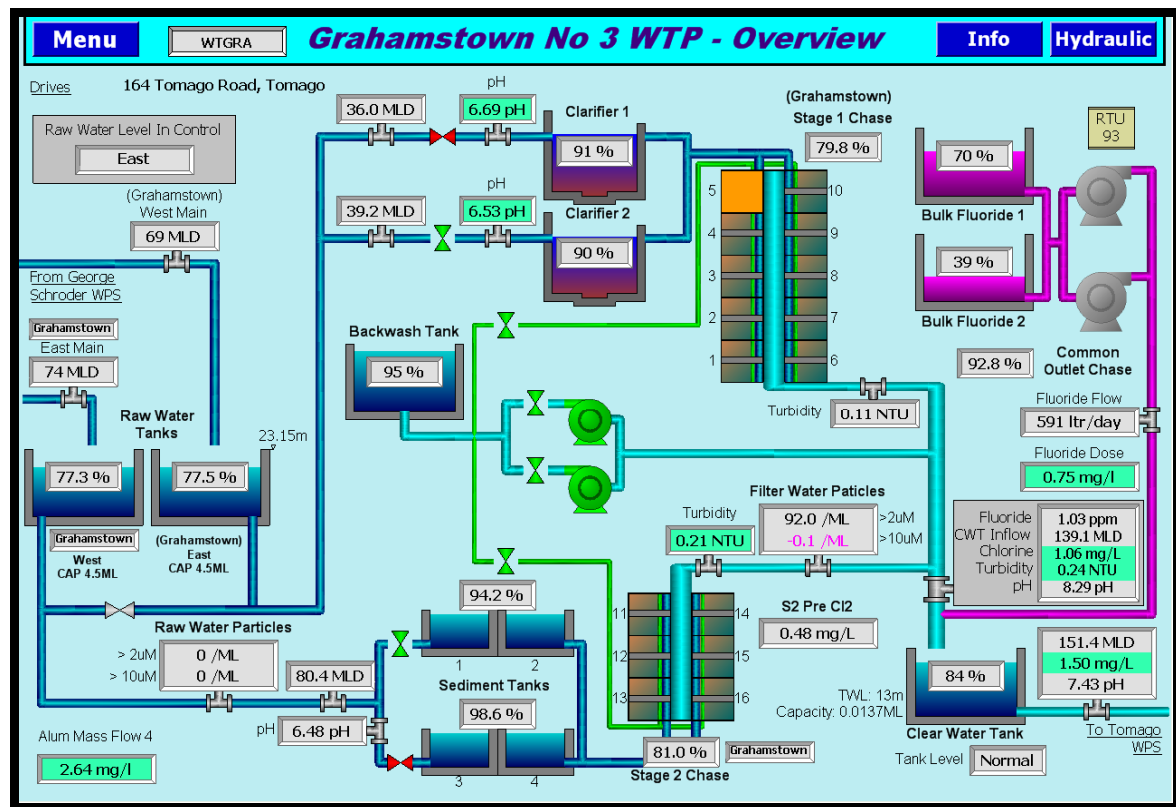 Menu
WTGRA
Grahamstown No 3 WTP - Overview
Info
Hydraulic
Drives
164 Tomago Road, Tomago
Raw Water Level In Control
East
(Grahamstown)
West Main
69 MLD
From George
Schroder WPS
Grahamstown
East Main
74 MLD
Raw Water
Tanks
23.15m
77.3 %
77.5 %
Grahamstown
West
CAP 4.5ML
(Grahamstown)
East
CAP 4.5ML
36.0 MLD
pH
6.69 pH
Clarifier 1
91 %
39.2 MLD
pH
6.53 pH
Clarifier 2
90 %
(Grahamstown)
Stage 1 Chase
79.8 %
5
10
4
9
3
8
2
7
1
6
RTU
93
70 %
Bulk Fluoride 1
39 %
Bulk Fluoride 2
Backwash Tank
95 %
92.8 %
Common
Outlet Chase
Turbidity
0.11 NTU
Fluoride Flow
591 ltr/day
Fluoride Dose
0.75 mg/l
Filter Water Paticles
92.0 /ML
>2uM
-0.1 /ML
>10uM
Turbidity
0.21 NTU
Fluoride
1.03 ppm
CWT Inflow
139.1 MLD
Chlorine
1.06 mg/L
Turbidity
0.24 NTU
pH
8.29 pH
S2 Pre Cl2
0.48 mg/L
Raw Water Particles
> 2uM
0 /ML
> 10uM
0 /ML
80.4 MLD
pH
6.48 pH
94.2 %
1
2
Sediment Tanks
98.6 %
3
4
11
14
12
15
13
16
81.0 %
Grahamstown
Stage 2 Chase
Alum Mass Flow 4
2.64 mg/l
TWL: 13m
Capacity: 0.0137ML
84 %
Clear Water Tank
Tank Level
Normal
151.4 MLD
1.50 mg/L
7.43 pH
To Tomago
WPS